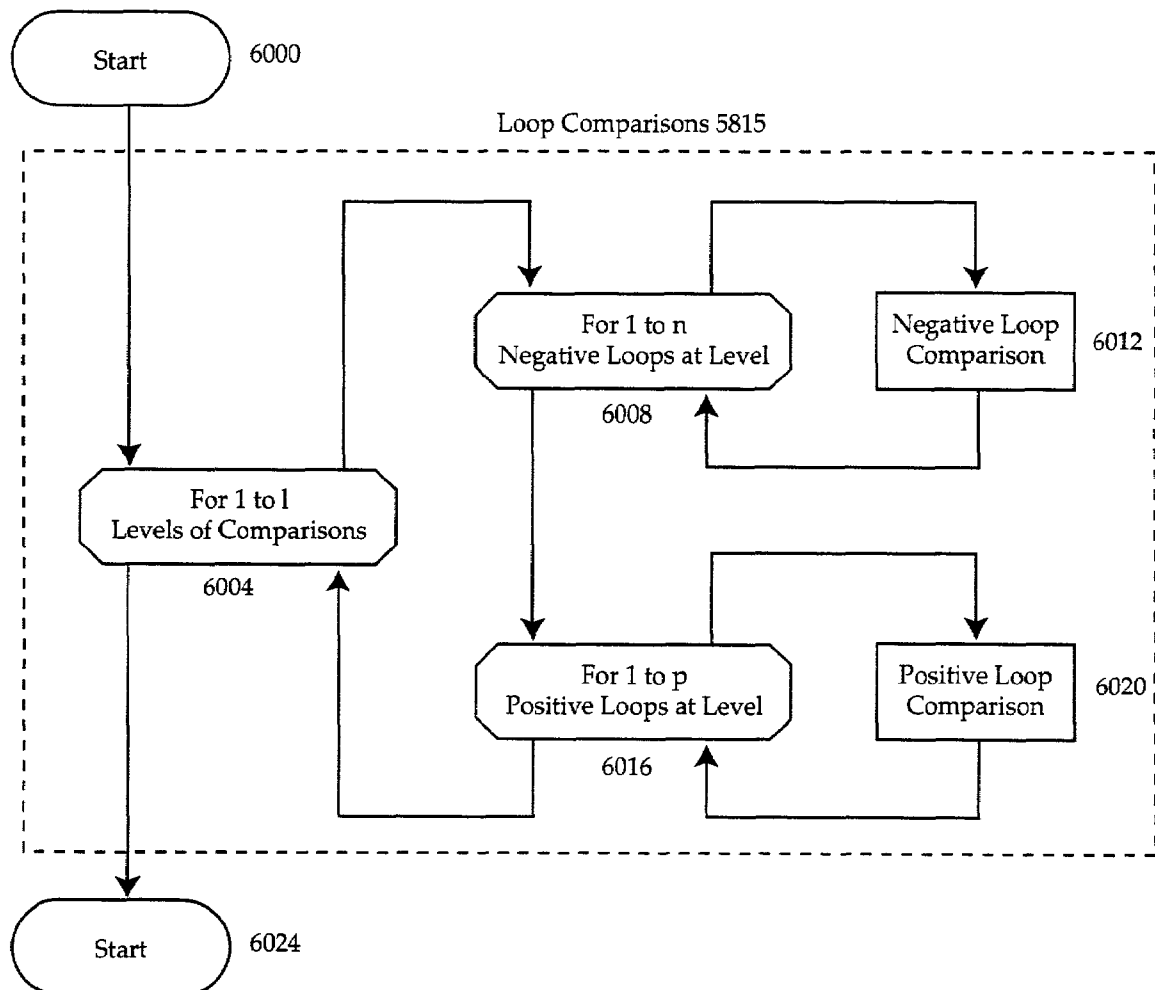 Start
6000
Loop Comparisons 5815
For 1 to n
Negative Loops at Level
6008
Negative Loop
Comparison
6012
For 1 to l
Levels of Comparisons
6004
For 1 to p
Positive Loops at Level
6016
Positive Loop
Comparison
6020
Start
6024